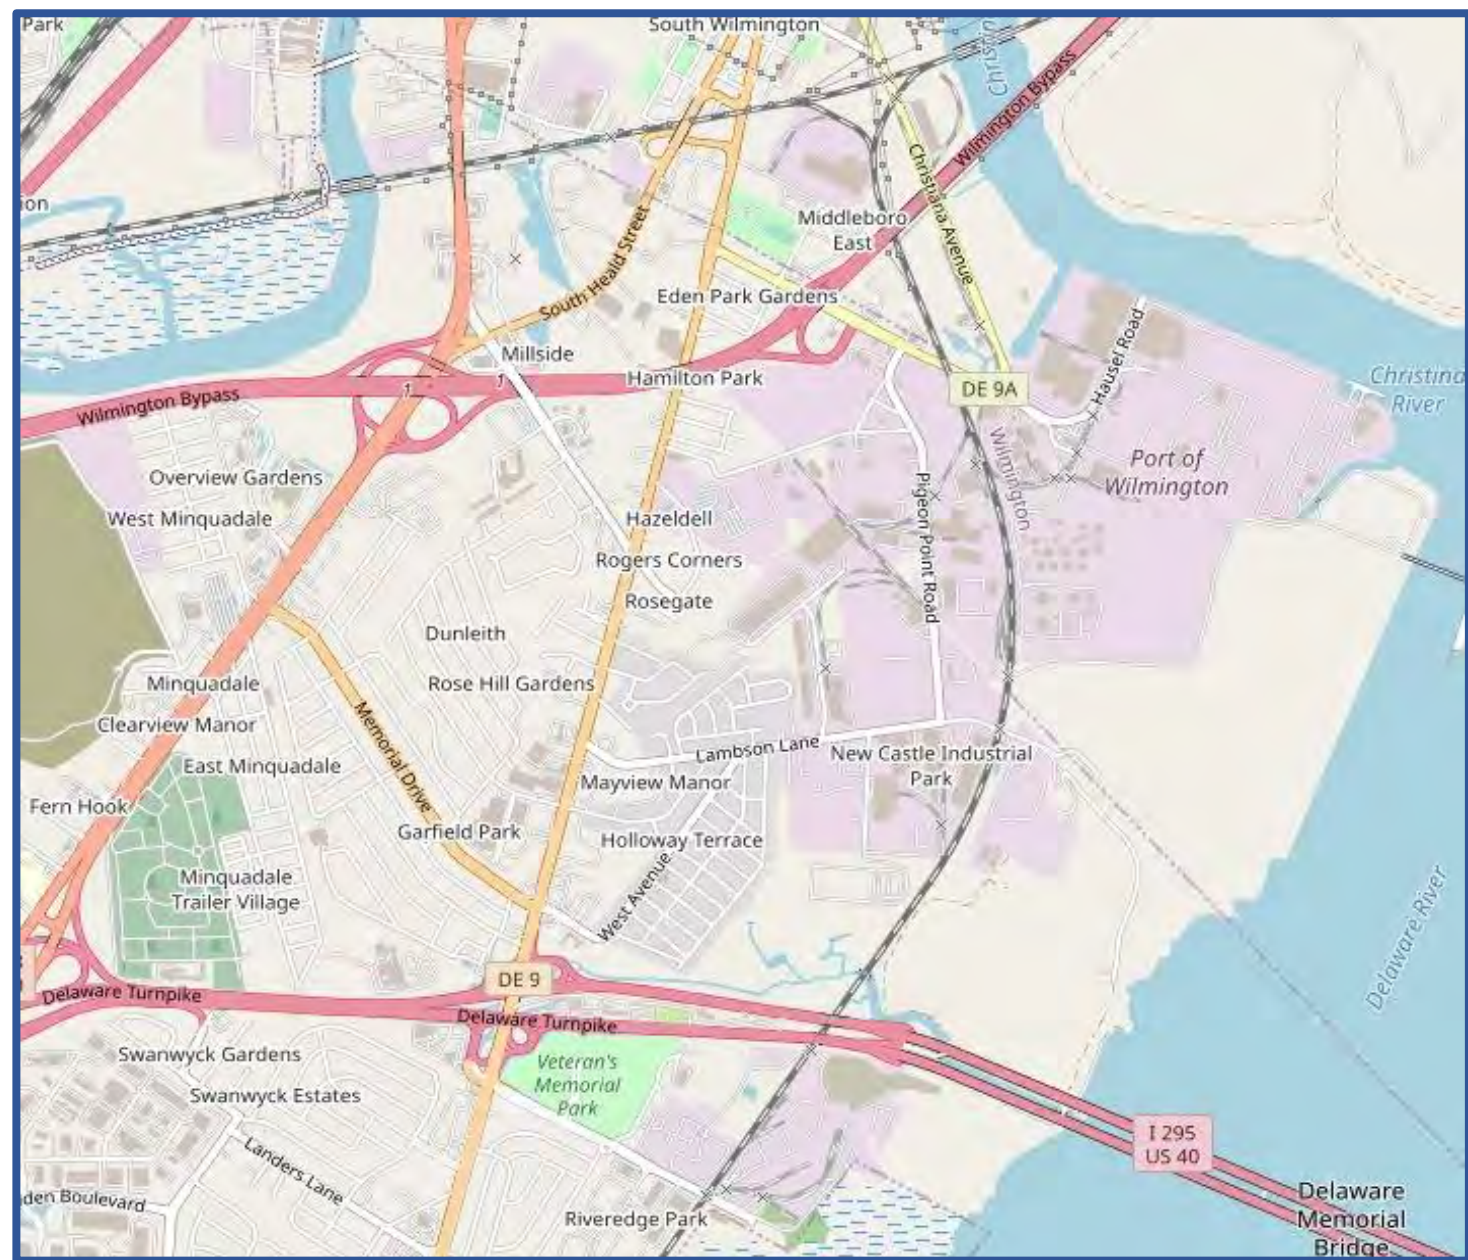 Park
South Wilmington
Christin
Wilmington Bypass
Christiana Avenue
ion
Middleboro
East
South Heald Street
Eden Park Gardens
Millside
Hausel Road
1
1
Hamilton Park
DE 9A
Christina
River
Wilmington Bypass
Wilmington
Port of
Wilmington
Overview Gardens
Pigeon Point Road
West Minquadale
Hazeldell
Rogers Corners
Rosegate
Dunleith
Minquadale
Rose Hill Gardens
Clearview Manor
Memorial Drive
Lambson Lane
New Castle Industrial
Park
East Minquadale
Mayview Manor
Fern Hook
Garfield Park
Holloway Terrace
Minquadale
Trailer Village
West Avenue
Delaware River
DE 9
Delaware Turnpike
Delaware Turnpike
Swanwyck Gardens
Veteran's
Memorial
Park
Swanwyck Estates
I 295
US 40
Landers Lane
den Boulevard
Riveredge Park
Delaware
Memorial
Bridge